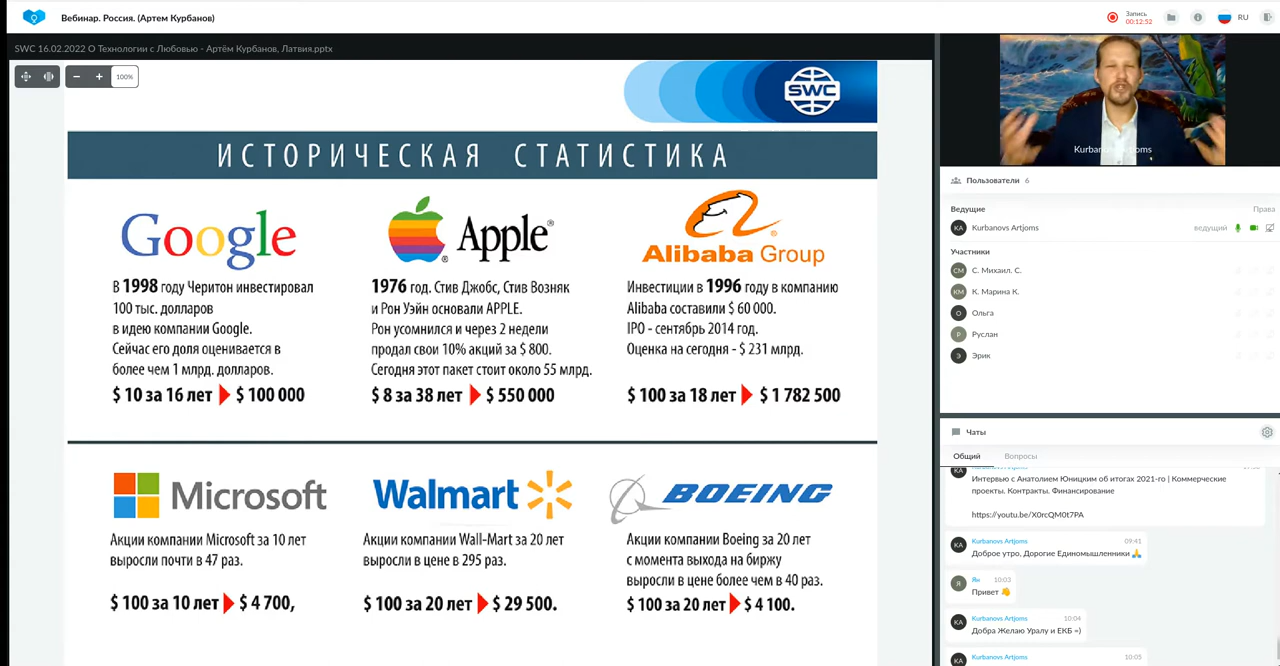 Вебинар. Россия. (Артем Курбанов)
Запись
00:12:52
RU
SWC 16.02.2022 О Технологии с Любовью - Артём Курбанов, Латвия.pptx
100%
SWC
ИСТОРИЧЕСКАЯ СТАТИСТИКА
Google
В 1998 году Черитон инвестировал
100 тыс. долларов
в идею компании Google.
Сейчас его доля оценивается в
более чем 1 млрд. долларов.
$ 10 за 16 лет $ 100 000
Apple®
1976 год. Стив Джобс, Стив Возняк
и Рон Уэйн основали APPLE.
Рон усомнился и через 2 недели
продал свои 10% акций за $ 800.
Сегодня этот пакет стоит около 55 млрд.
$ 8 за 38 лет $ 550 000
Alibaba Group
Инвестиции в 1996 году в компанию
Alibaba составили $ 60 000.
IPO - сентябрь 2014 год.
Оценка на сегодня - $ 231 млрд.
$ 100 за 18 лет $ 1 782 500
Microsoft
Акции компании Microsoft за 10 лет
выросли почти в 47 раз.
$ 100 за 10 лет $ 4 700,
Walmart
Акции компании Wall-Mart за 20 лет
выросли в цене в 295 раз.
$ 100 за 20 лет $ 29 500.
BOEING
Акции компании Boeing за 20 лет
с момента выхода на биржу
выросли в цене более чем в 40 раз.
$ 100 за 20 лет $ 4 100.
Kurbanovs Artjoms
Пользователи 6
Ведущие Права
KA Kurbanovs Artjoms ведущий
Участники
СМ С. Михаил. С.
КМ К. Марина К.
О Ольга
Р Руслан
Э Эрик
Чаты
Общий Вопросы
KA Kurbanovs Artjoms
Интервью с Анатолием Юницким об итогах 2021-го | Коммерческие
проекты. Контракты. Финансирование
https://youtu.be/X0rcQM0t7PA
KA Kurbanovs Artjoms 09:41
Доброе утро, Дорогие Единомышленники 🙏
Я Ян 10:03
Привет 👋
KA Kurbanovs Artjoms 10:04
Добра Желаю Уралу и ЕКБ =)
KA Kurbanovs Artjoms 10:05